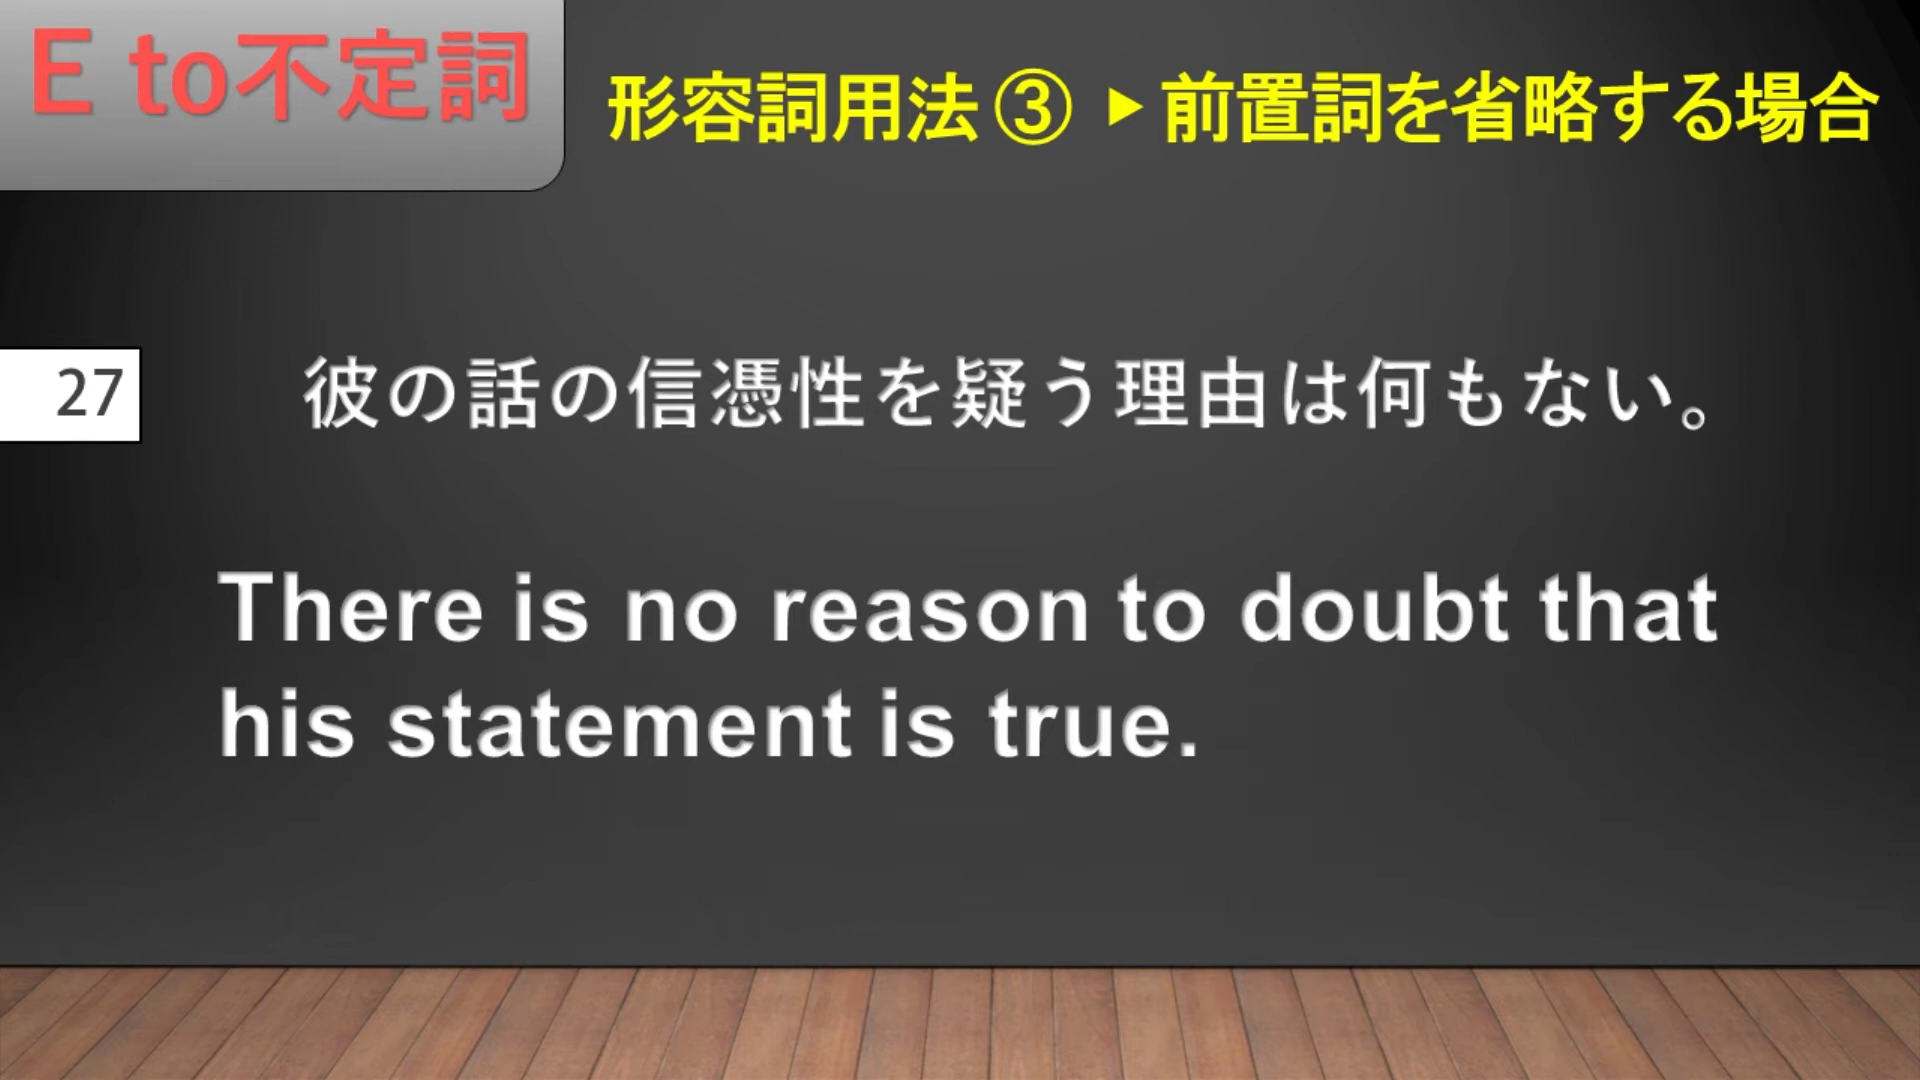 E to不定詞
形容詞用法③ ▶前置詞を省略する場合
27
彼の話の信憑性を疑う理由は何もない。
There is no reason to doubt that
his statement is true.